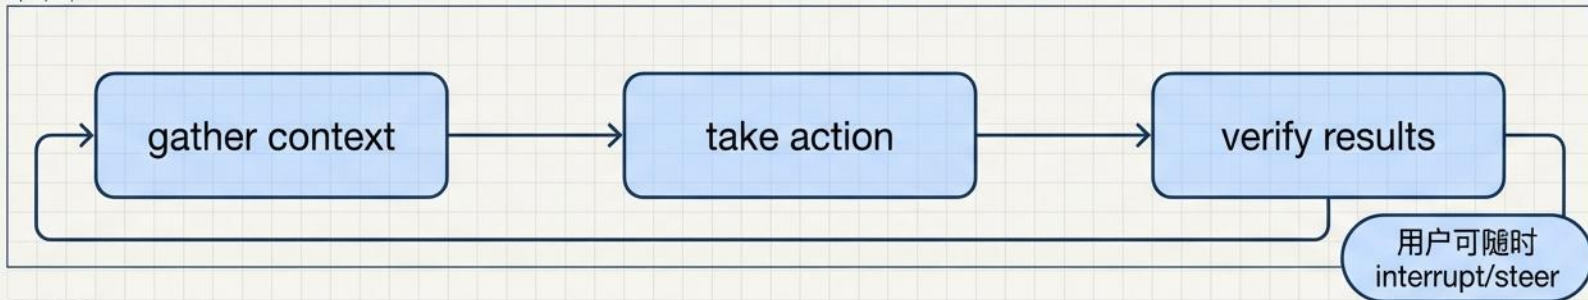 gather context
take action
verify results
用户可随时
interrupt/steer